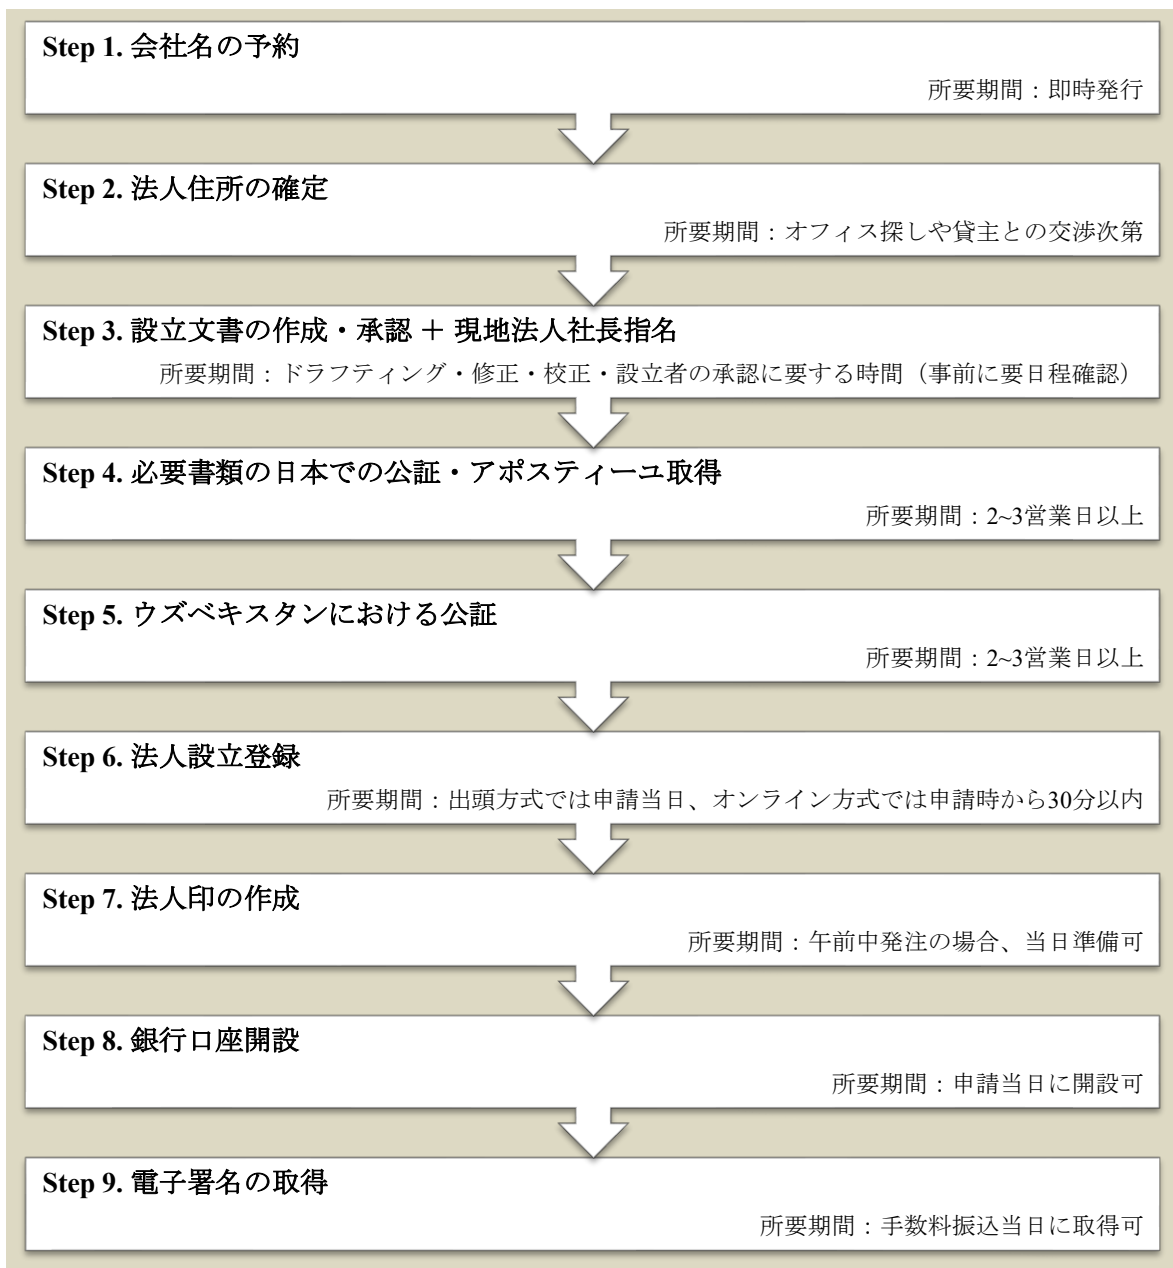 Step 1. 会社名の予約
所要期間：即時発行
Step 2. 法人住所の確定
所要期間：オフィス探しや貸主との交渉次第
Step 3. 設立文書の作成・承認 ＋ 現地法人社長指名
所要期間：ドラフティング・修正・校正・設立者の承認に要する時間（事前に要日程確認）
Step 4. 必要書類の日本での公証・アポスティーユ取得
所要期間：2~3営業日以上
Step 5. ウズベキスタンにおける公証
所要期間：2~3営業日以上
Step 6. 法人設立登録
所要期間：出頭方式では申請当日、オンライン方式では申請時から30分以内
Step 7. 法人印の作成
所要期間：午前中発注の場合、当日準備可
Step 8. 銀行口座開設
所要期間：申請当日に開設可
Step 9. 電子署名の取得
所要期間：手数料振込当日に取得可